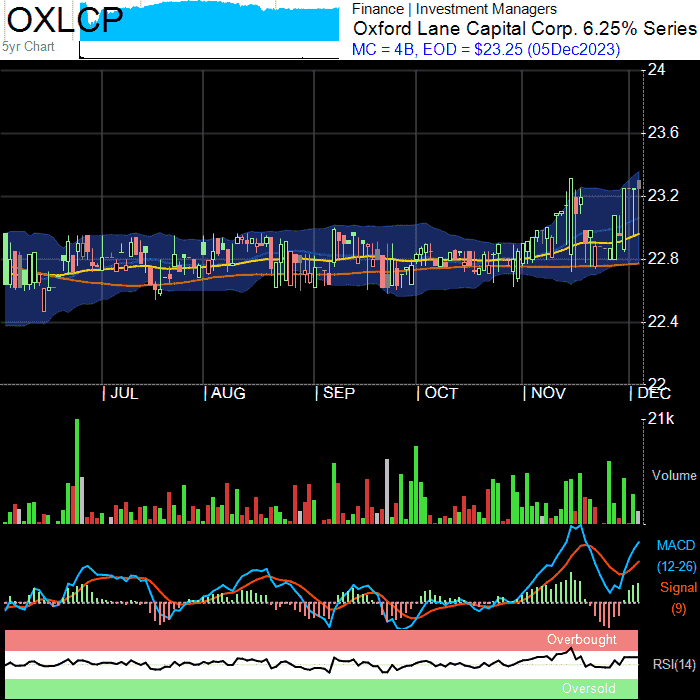 OXLCP
5yr Chart
Finance | Investment Managers
Oxford Lane Capital Corp. 6.25% Series
MC = 4B, EOD = $23.25 (05Dec2023)
24
23.6
23.2
22.8
22.4
22
JUL AUG SEP OCT NOV DEC
21k
Volume
MACD
(12-26)
Signal
(9)
Overbought
RSI(14)
Oversold